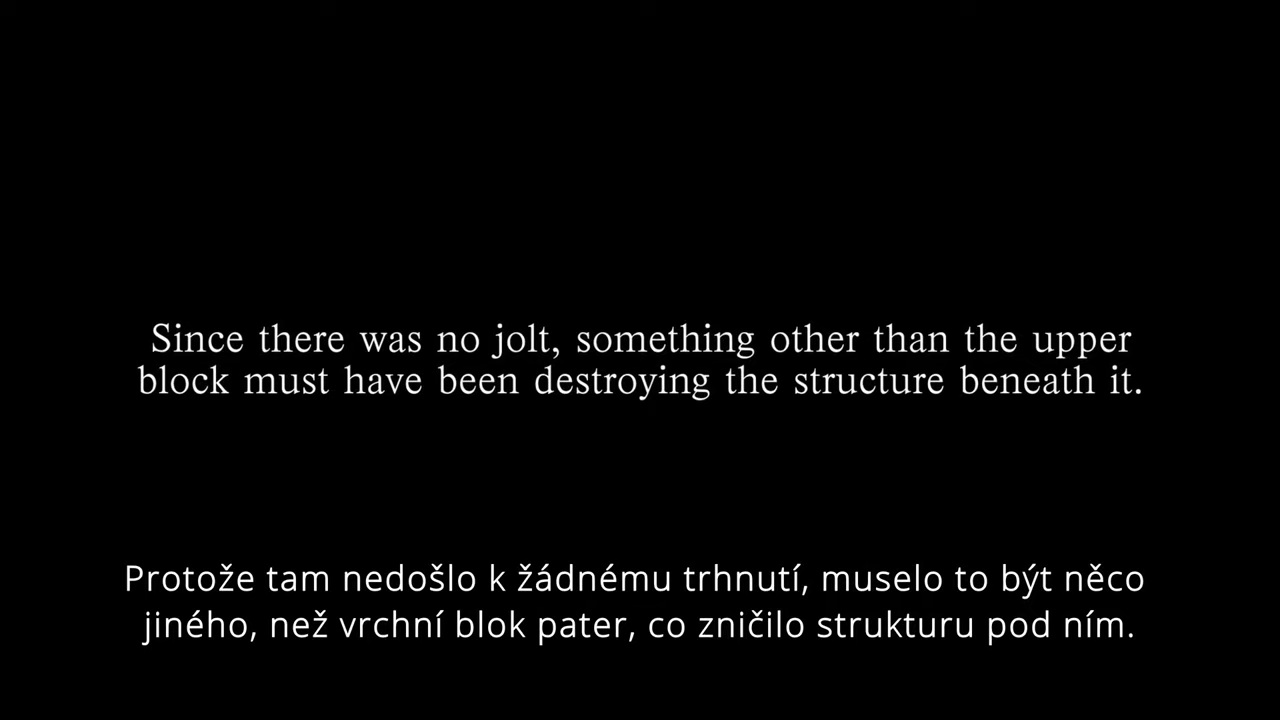 Since there was no jolt, something other than the upper
block must have been destroying the structure beneath it.
Protože tam nedošlo k žádnému trhnutí, muselo to být něco
jiného, než vrchní blok pater, co zničilo strukturu pod ním.